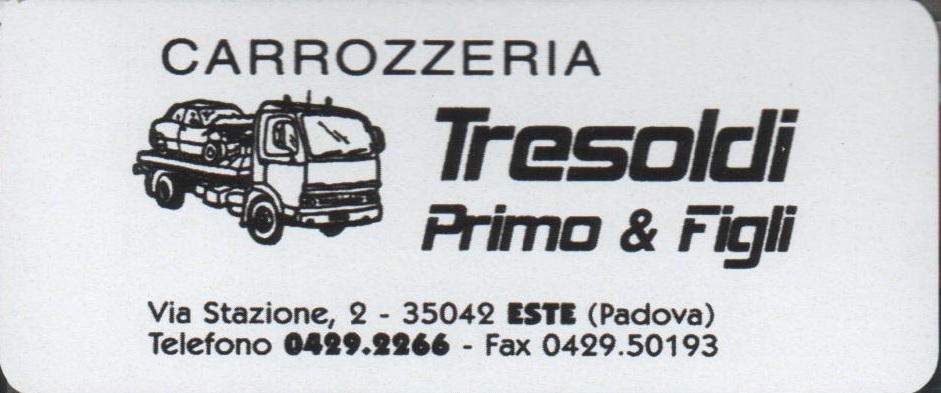 CARROZZERIA
Tresoldi
Primo & Figli
Via Stazione, 2 - 35042 ESTE (Padova)
Telefono 0429.2266 - Fax 0429.50193